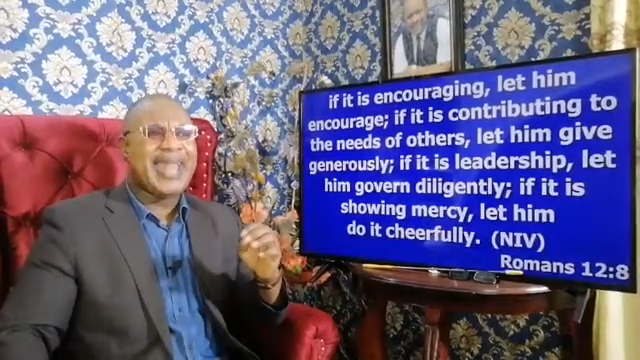 if it is encouraging, let him
encourage; if it is contributing to
the needs of others, let him give
generously; if it is leadership, let
him govern diligently; if it is
showing mercy, let him
do it cheerfully. (NIV)
Romans 12:8